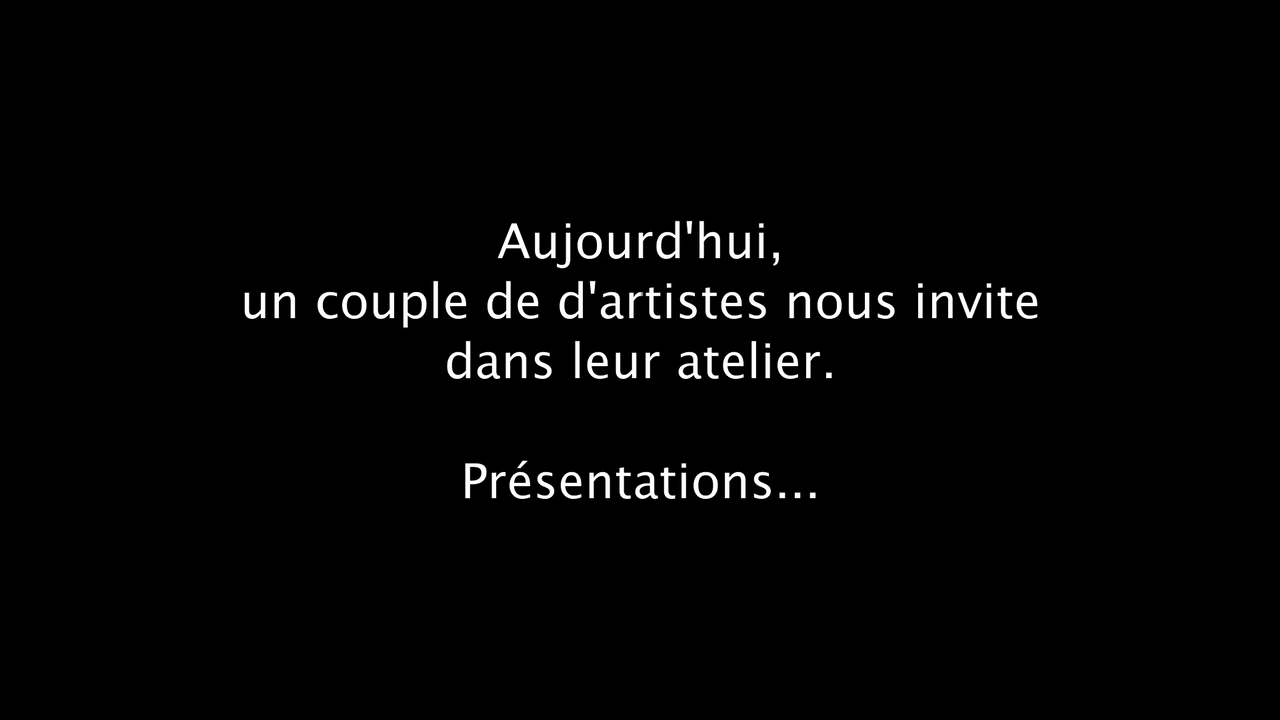 Aujourd'hui,
un couple de d'artistes nous invite
dans leur atelier.
Présentations...